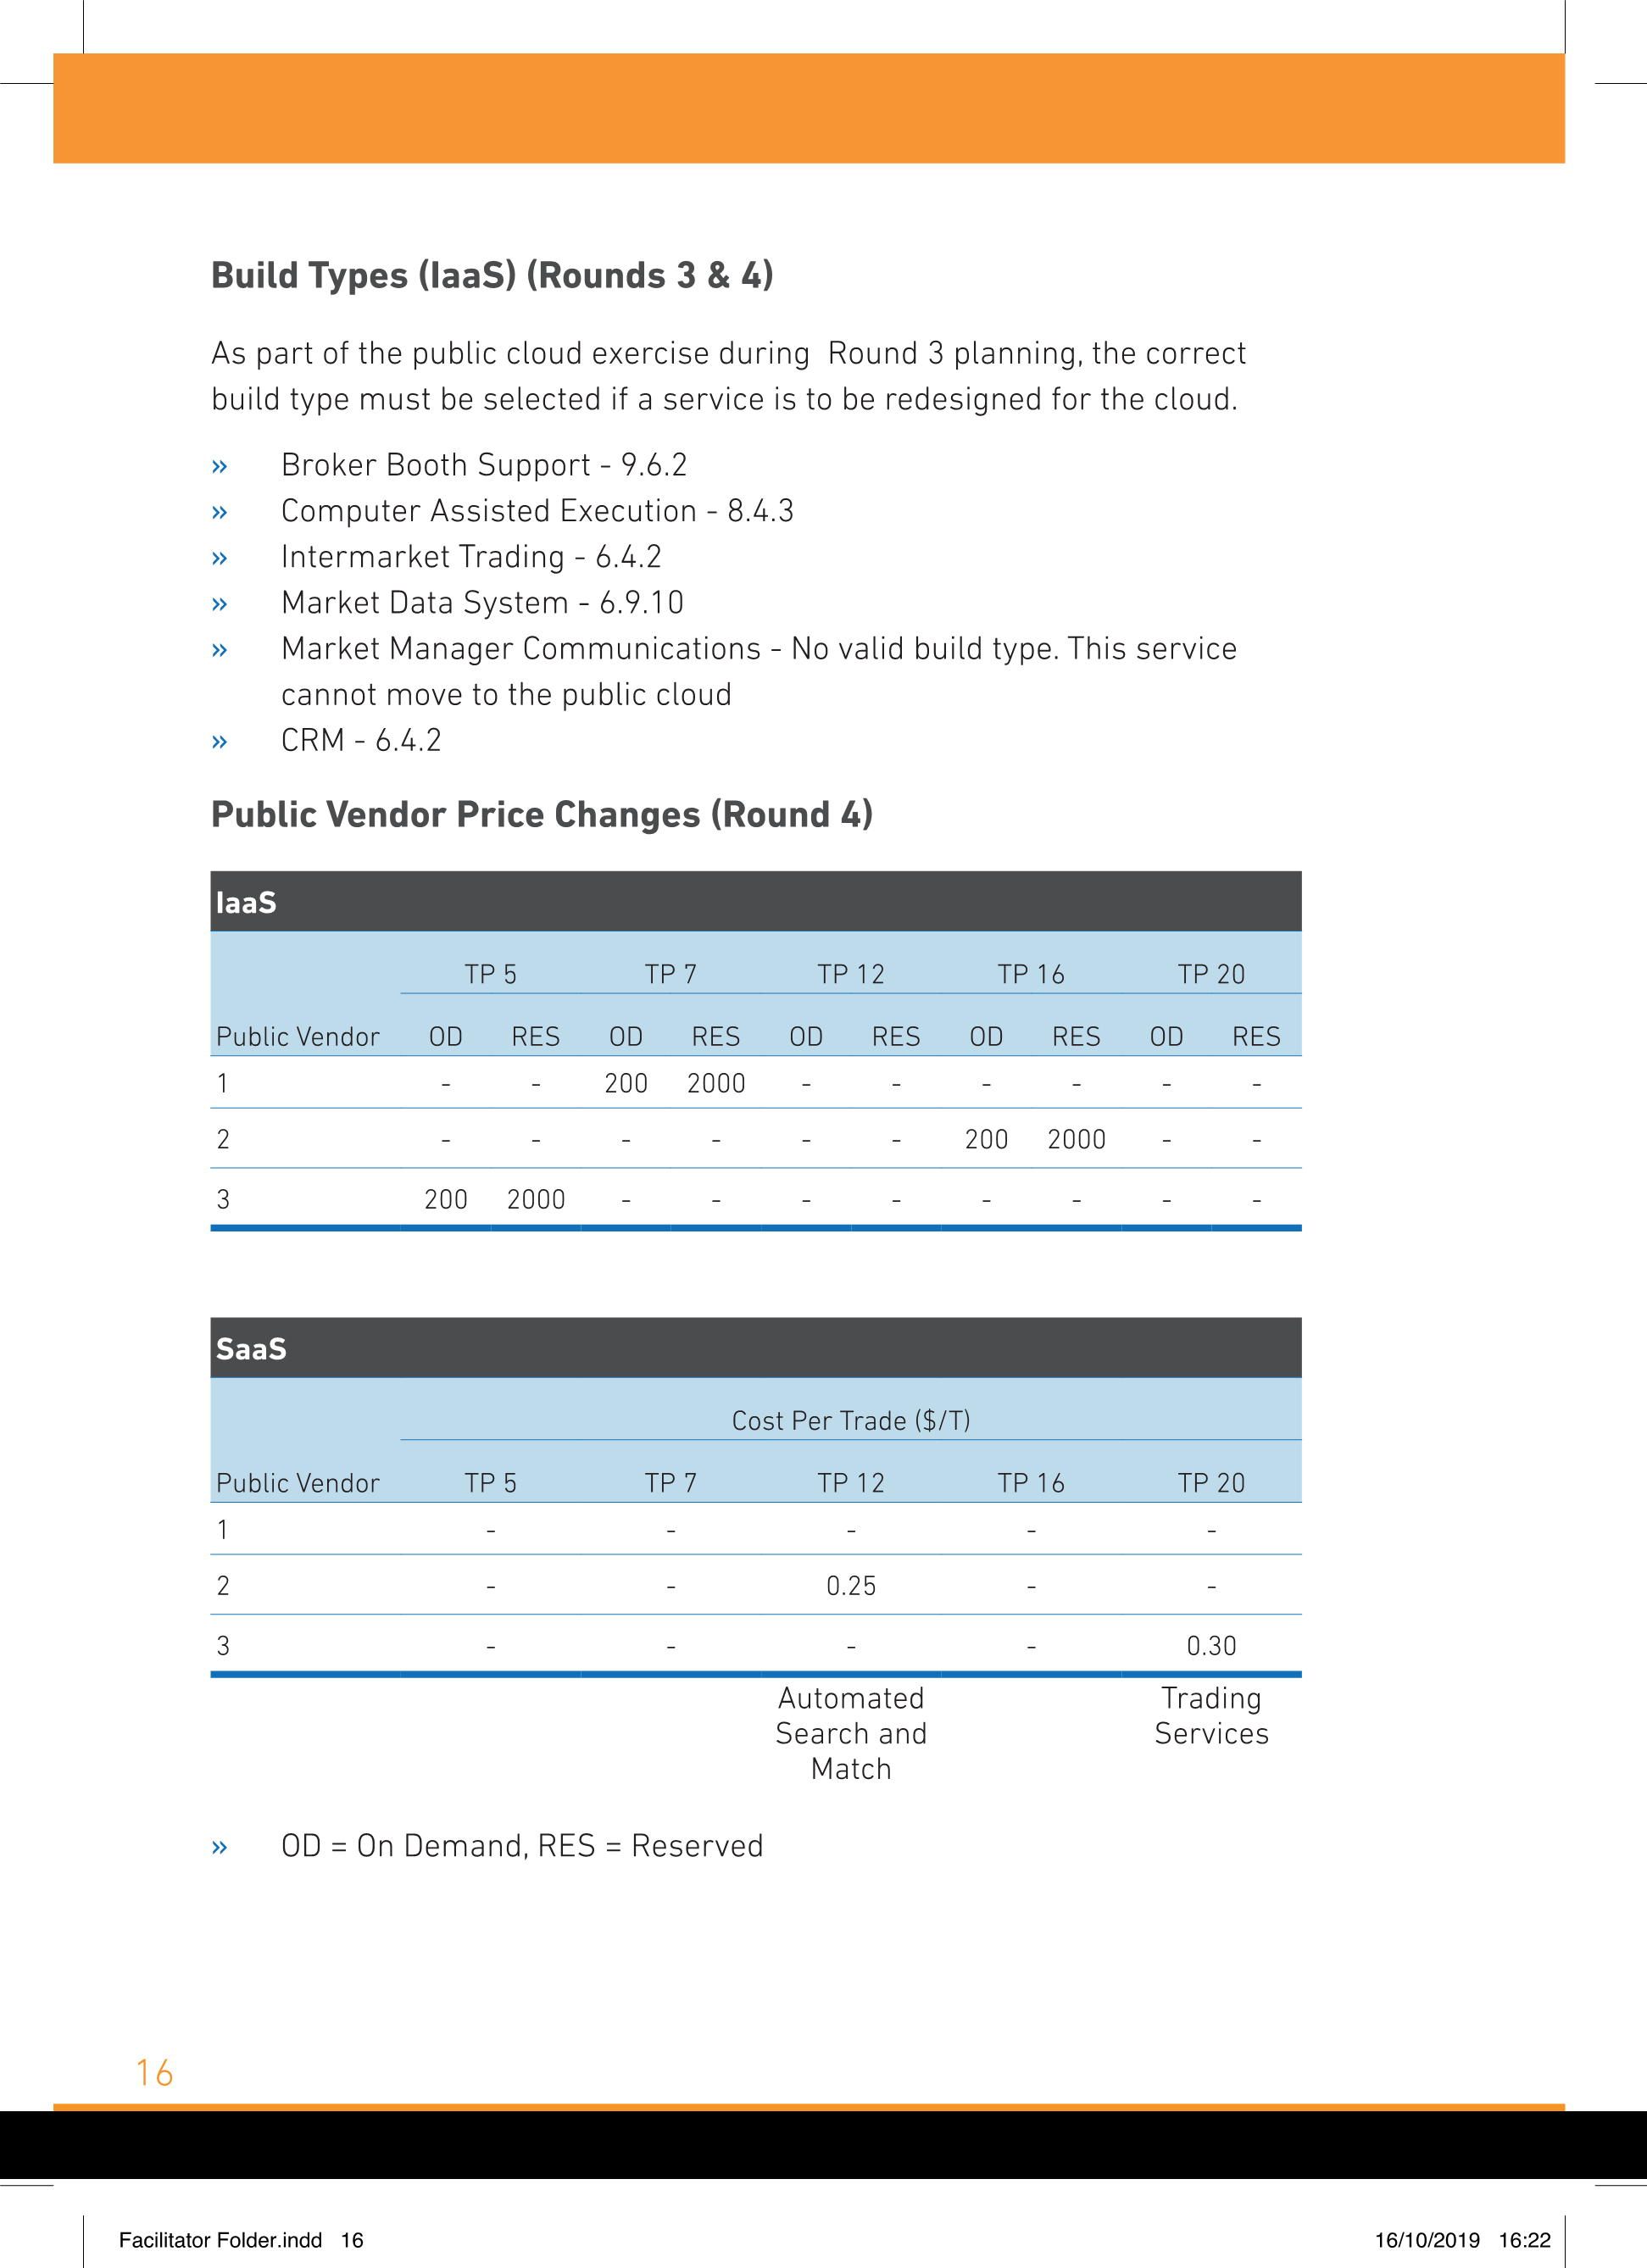 Build Types (IaaS) (Rounds 3 & 4)
As part of the public cloud exercise during  Round 3 planning, the correct
build type must be selected if a service is to be redesigned for the cloud.
» Broker Booth Support - 9.6.2
» Computer Assisted Execution - 8.4.3
» Intermarket Trading - 6.4.2
» Market Data System - 6.9.10
» Market Manager Communications - No valid build type. This service
cannot move to the public cloud
» CRM - 6.4.2
Public Vendor Price Changes (Round 4)
IaaS
TP 5 TP 7 TP 12 TP 16 TP 20
Public Vendor OD RES OD RES OD RES OD RES OD RES
1 - - 200 2000 - - - - - -
2 - - - - - - 200 2000 - -
3 200 2000 - - - - - - - -
SaaS
Cost Per Trade ($/T)
Public Vendor TP 5 TP 7 TP 12 TP 16 TP 20
1 - - - - -
2 - - 0.25 - -
3 - - - - 0.30
Automated Trading
Search and Services
Match
» OD = On Demand, RES = Reserved
16
Facilitator Folder.indd 16 16/10/2019 16:22